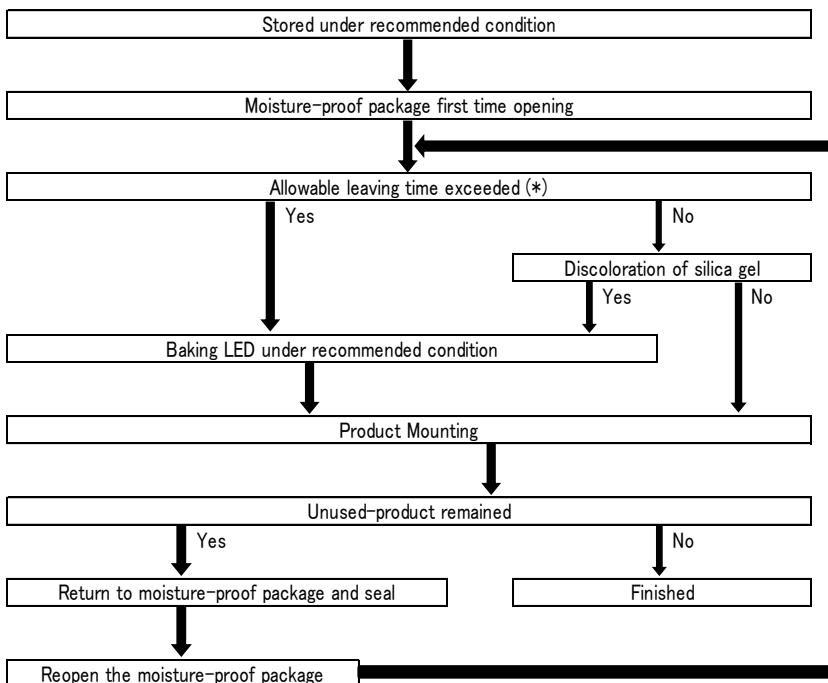 Stored under recommended condition
Moisture-proof package first time opening
Allowable leaving time exceeded (*)
Yes
No
Discoloration of silica gel
Yes
No
Baking LED under recommended condition
Product Mounting
Unused-product remained
Yes
No
Return to moisture-proof package and seal
Finished
Reopen the moisture-proof package